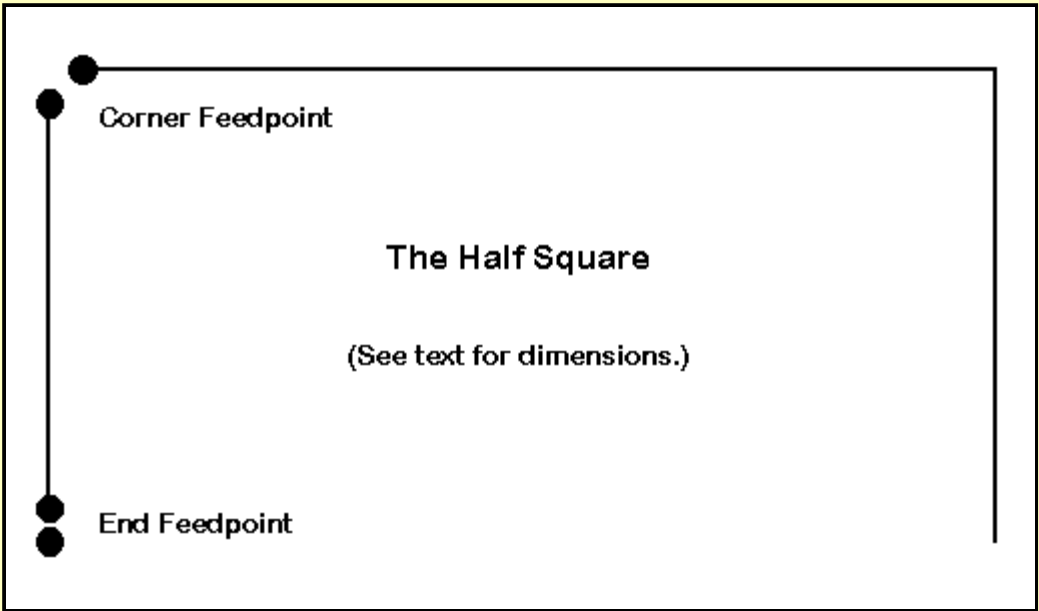 Corner Feedpoint
The Half Square
(See text for dimensions.)
End Feedpoint